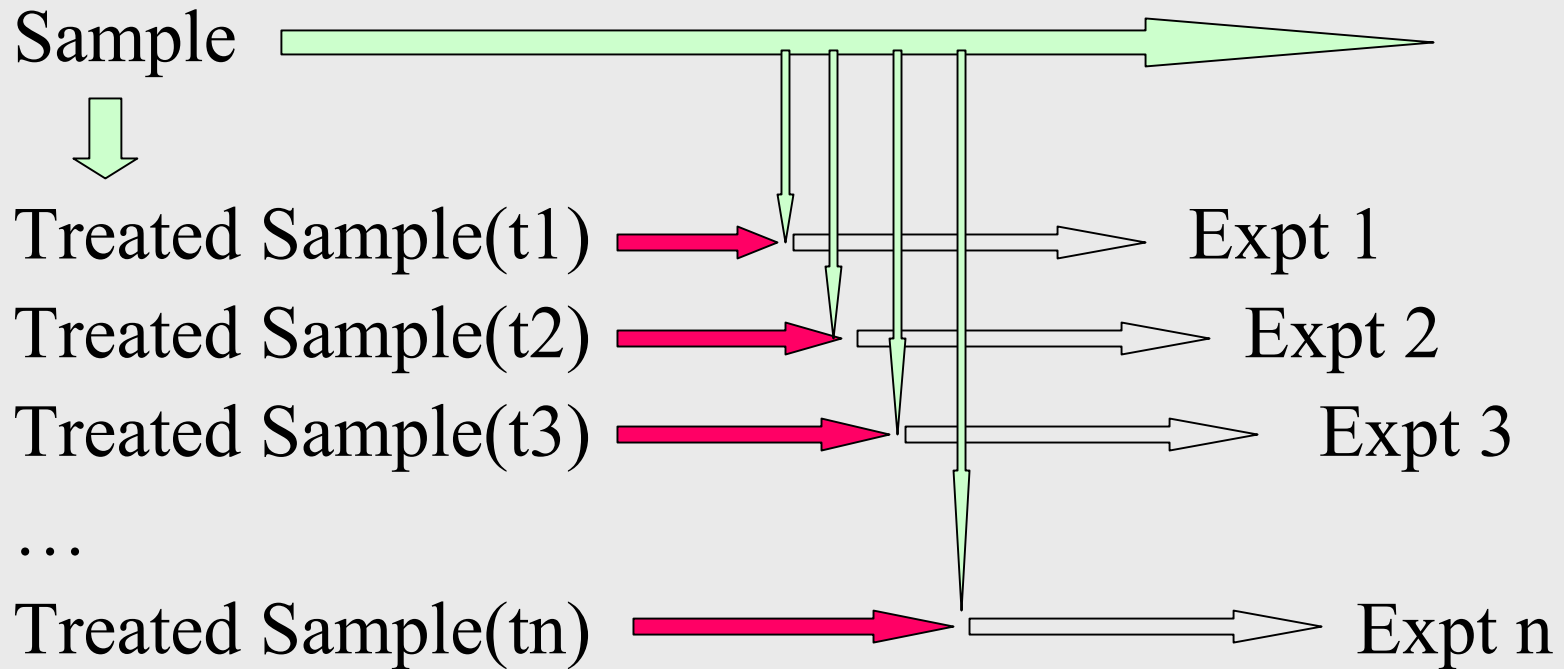 Sample
Treated Sample(t1) Expt 1
Treated Sample(t2) Expt 2
Treated Sample(t3) Expt 3
…
Treated Sample(tn) Expt n